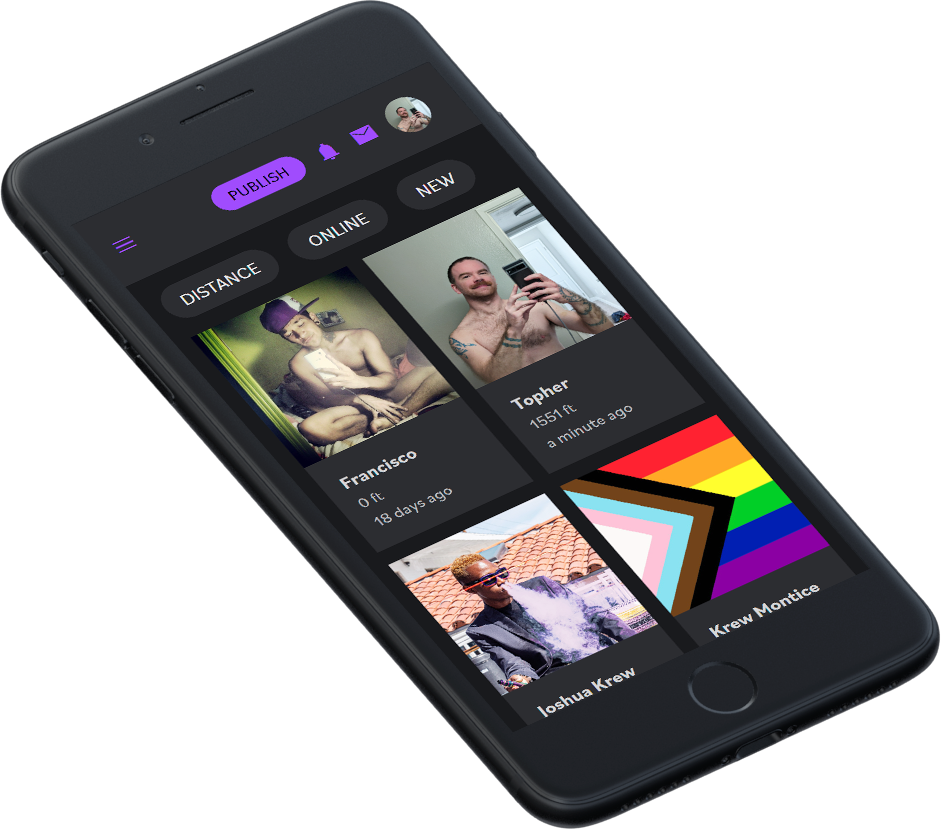 PUBLISH
DISTANCE
ONLINE
NEW
Francisco
0 ft
18 days ago
Topher
1551 ft
a minute ago
Joshua Krew
Krew Montice